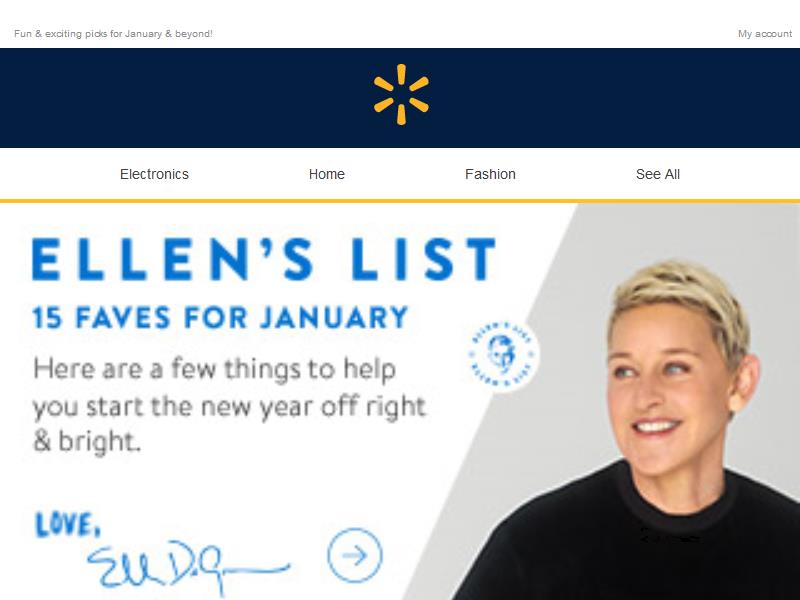 Fun & exciting picks for January & beyond!
My account
Electronics Home Fashion See All
ELLEN'S LIST
15 FAVES FOR JANUARY
ELLEN'S LIST
ELLEN'S LIST
Here are a few things to help
you start the new year off right
& bright.
LOVE,